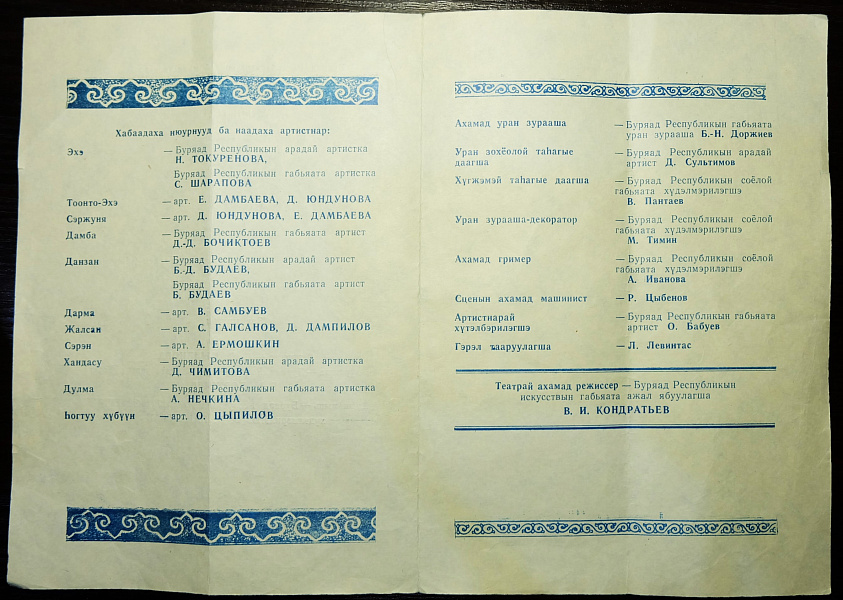 Хабаадаха нюурнууд ба наадаха артистнар:
Эхэ — Буряад Республикын арадай артистка
Н. ТОКУРЕНОВА,
Буряад Республикын габьяата артистка
С. ШАРАПОВА
Тоонто-Эхэ — арт. Е. ДАМБАЕВА, Д. ЮНДУНОВА
Сэржуня — арт. Д. ЮНДУНОВА, Е. ДАМБАЕВА
Дамба — Буряад Республикын габьяата артист
Д.-Д. БОЧИКТОЕВ
Данзан — Буряад Республикын арадай артист
Б.-Д. БУДАЕВ,
Буряад Республикын габьяата артист
Б. БУДАЕВ
Дарма — арт. В. САМБУЕВ
Жалсан — арт. С. ГАЛСАНОВ, Д. ДАМПИЛОВ
Сэрэн — арт. А. ЕРМОШКИН
Хандасу — Буряад Республикын арадай артистка
Д. ЧИМИТОВА
Дулма — Буряад Республикын габьяата артистка
А. НЕЧКИНА
Һогтуу хүбүүн — арт. О. ЦЫПИЛОВ
Ахамад уран зурааша — Буряад Республикын габьяата
уран зурааша Б.-Н. Доржиев
Уран зохёолой таһагые — Буряад Республикын арадай
даагша артист Д. Сультимов
Хүгжэмэй таһагые даагша — Буряад Республикын соёлой
габьяата хүдэлмэрилэгшэ
В. Пантаев
Уран зурааша-декоратор — Буряад Республикын соёлой
габьяата хүдэлмэрилэгшэ
М. Тимин
Ахамад гример — Буряад Республикын соёлой
габьяата хүдэлмэрилэгшэ
А. Иванова
Сценын ахамад машинист — Р. Цыбенов
Артистнарай — Буряад Республикын габьяата
хүтэлбэрилэгшэ артист О. Бабуев
Гэрэл тааруулагша — Л. Левинтас
Театрай ахамад режиссер — Буряад Республикын
искусствын габьяата ажал ябуулагша
В. И. КОНДРАТЬЕВ